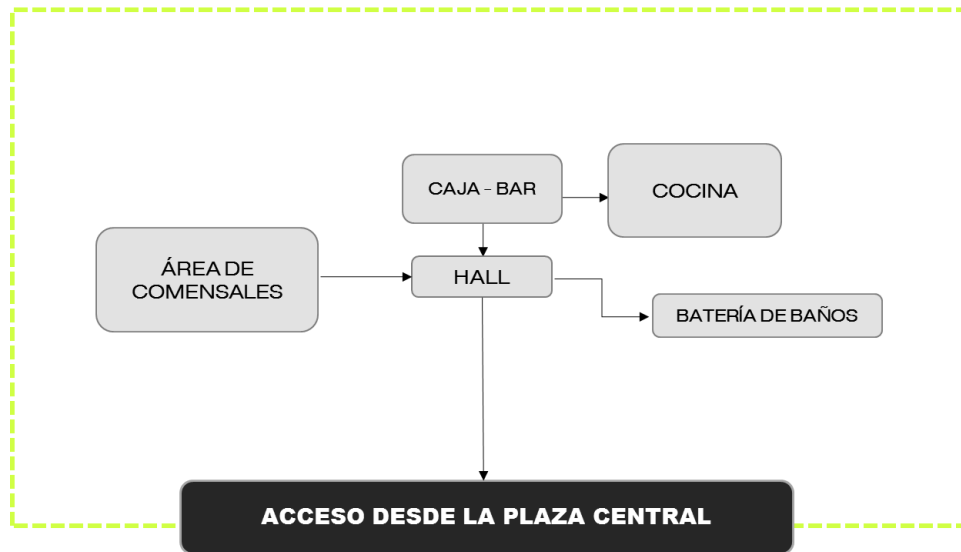 CAJA - BAR
COCINA
ÁREA DE
COMENSALES
HALL
BATERÍA DE BAÑOS
ACCESO DESDE LA PLAZA CENTRAL